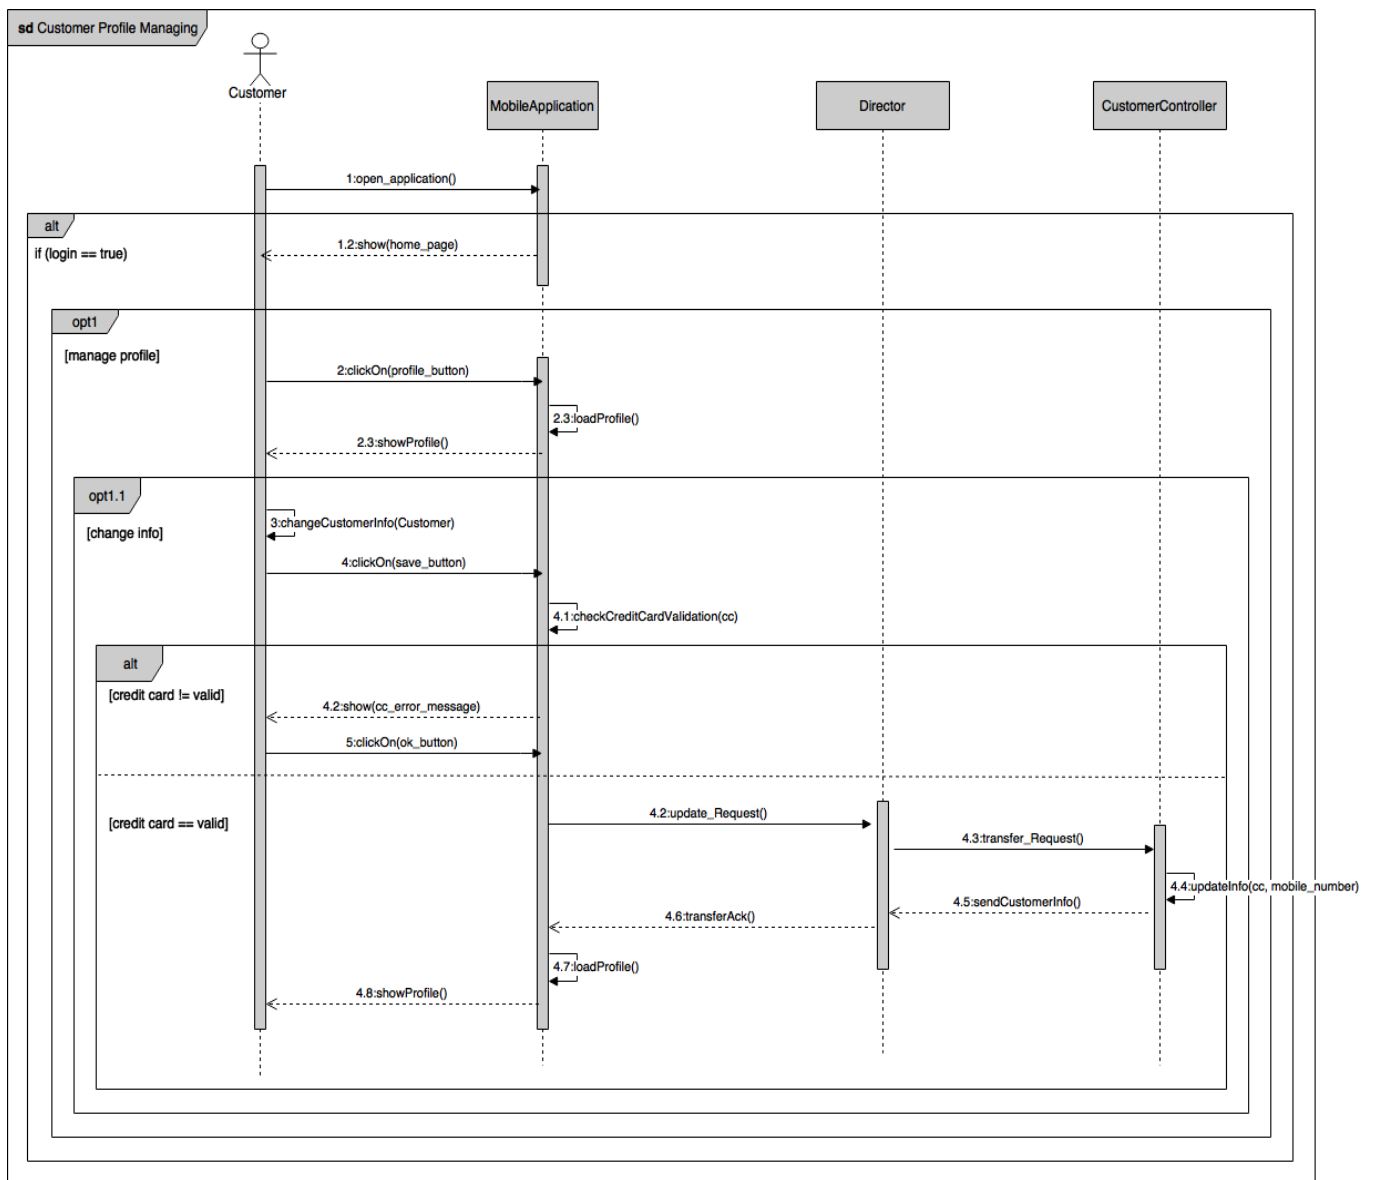 sd Customer Profile Managing
Customer
MobileApplication
Director
CustomerController
1:open_application()
alt
if (login == true)
1.2:show(home_page)
opt1
[manage profile]
2:clickOn(profile_button)
2.3:loadProfile()
2.3:showProfile()
opt1.1
[change info]
3:changeCustomerInfo(Customer)
4:clickOn(save_button)
4.1:checkCreditCardValidation(cc)
alt
[credit card != valid]
4.2:show(cc_error_message)
5:clickOn(ok_button)
[credit card == valid]
4.2:update_Request()
4.3:transfer_Request()
4.4:updateInfo(cc, mobile_number)
4.5:sendCustomerInfo()
4.6:transferAck()
4.7:loadProfile()
4.8:showProfile()